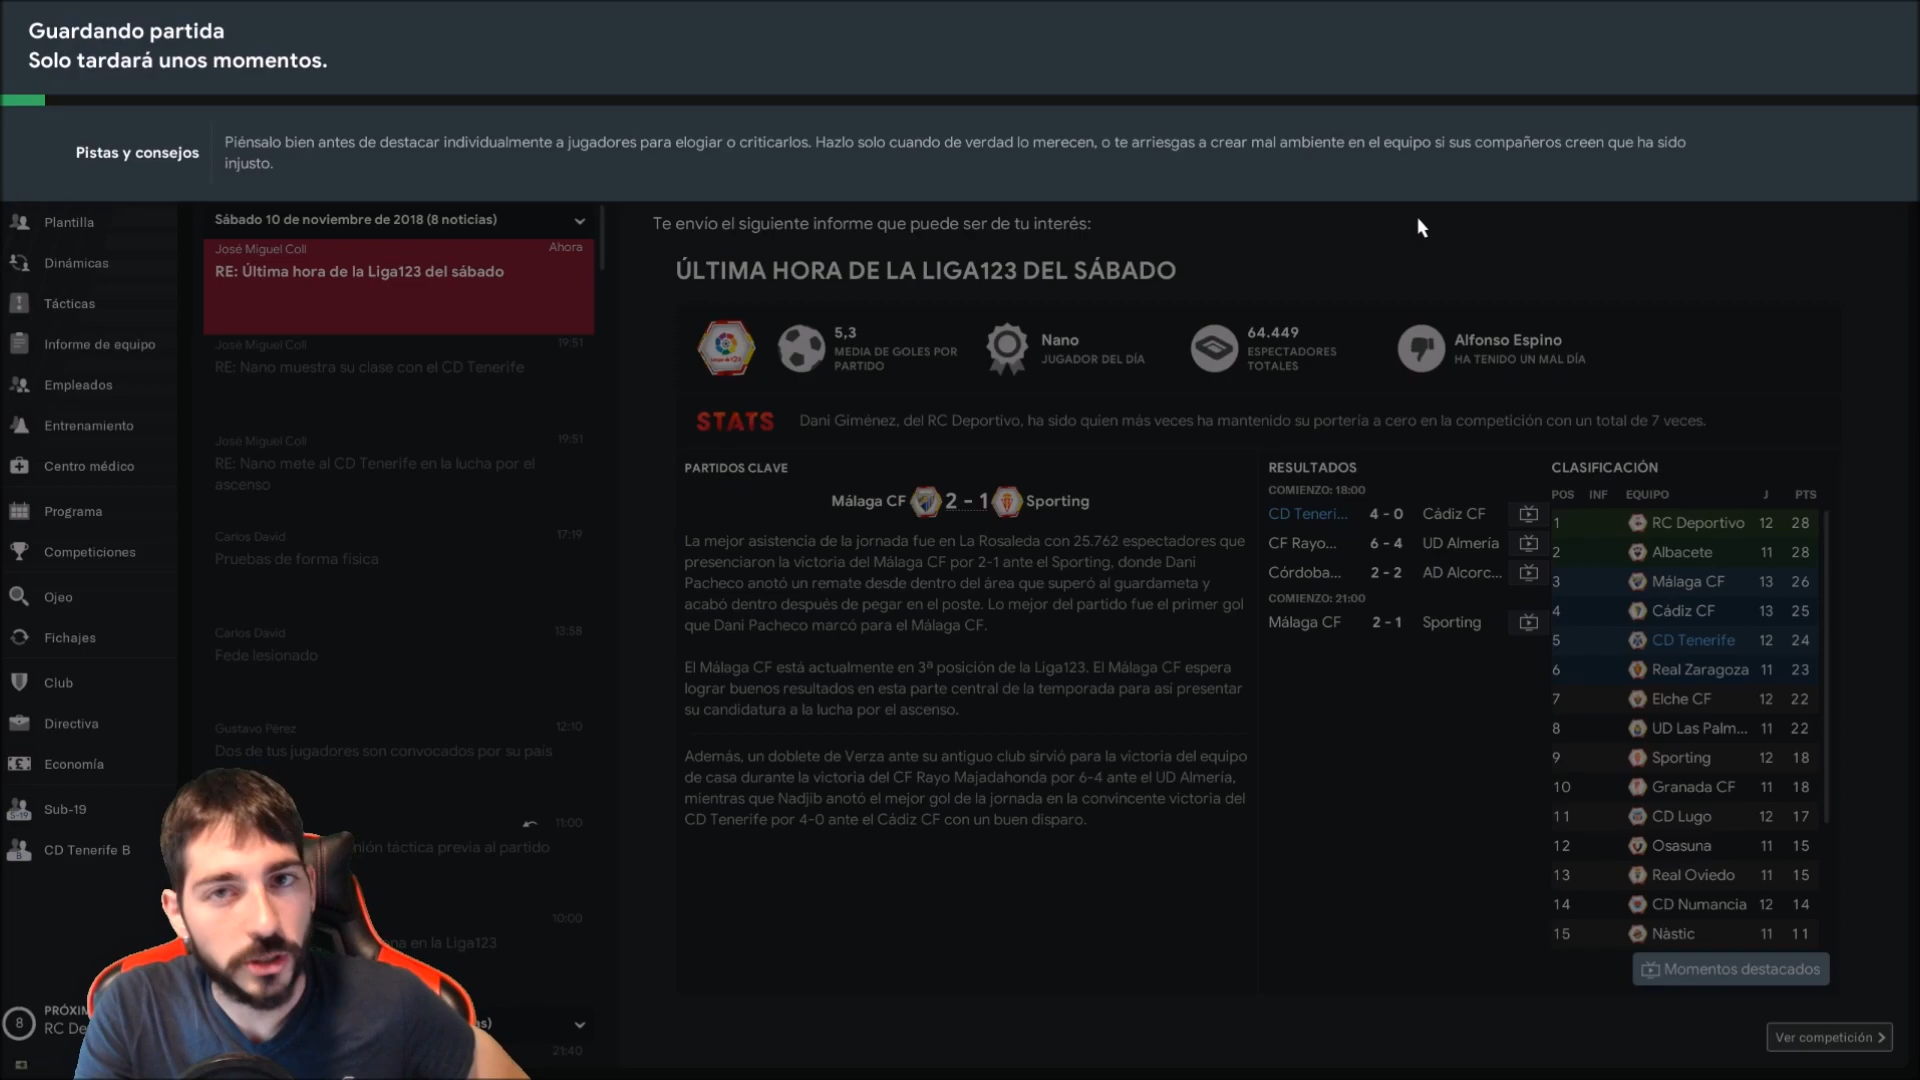 Guardando partida
Solo tardará unos momentos.
Pistas y consejos
Piénsalo bien antes de destacar individualmente a jugadores para elogiar o criticarlos. Hazlo solo cuando de verdad lo merecen, o te arriesgas a crear mal ambiente en el equipo si sus compañeros creen que ha sido
injusto.
Plantilla
Dinámicas
Tácticas
Informe de equipo
Empleados
Entrenamiento
Centro médico
Programa
Competiciones
Ojeo
Fichajes
Club
Directiva
Economía
Sub-19
CD Tenerife B
8
PRÓXIM
RC De
Sábado 10 de noviembre de 2018 (8 noticias)
José Miguel Coll Ahora
RE: Última hora de la Liga123 del sábado
José Miguel Coll 19:51
RE: Nano muestra su clase con el CD Tenerife
José Miguel Coll 19:51
RE: Nano mete al CD Tenerife en la lucha por el
ascenso
Carlos David 17:19
Pruebas de forma física
Carlos David 13:58
Fede lesionado
Gustavo Pérez 12:10
Dos de tus jugadores son convocados por su país
11:00
nión táctica previa al partido
10:00
na en la Liga123
s)
21:40
Te envío el siguiente informe que puede ser de tu interés:
ÚLTIMA HORA DE LA LIGA123 DEL SÁBADO
5,3
MEDIA DE GOLES POR
PARTIDO
Nano
JUGADOR DEL DÍA
64.449
ESPECTADORES
TOTALES
Alfonso Espino
HA TENIDO UN MAL DÍA
STATS Dani Giménez, del RC Deportivo, ha sido quien más veces ha mantenido su portería a cero en la competición con un total de 7 veces.
PARTIDOS CLAVE
Málaga CF 2 - 1 Sporting
La mejor asistencia de la jornada fue en La Rosaleda con 25.762 espectadores que
presenciaron la victoria del Málaga CF por 2-1 ante el Sporting, donde Dani
Pacheco anotó un remate desde dentro del área que superó al guardameta y
acabó dentro después de pegar en el poste. Lo mejor del partido fue el primer gol
que Dani Pacheco marcó para el Málaga CF.
El Málaga CF está actualmente en 3ª posición de la Liga123. El Málaga CF espera
lograr buenos resultados en esta parte central de la temporada para así presentar
su candidatura a la lucha por el ascenso.
Además, un doblete de Verza ante su antiguo club sirvió para la victoria del equipo
de casa durante la victoria del CF Rayo Majadahonda por 6-4 ante el UD Almería,
mientras que Nadjib anotó el mejor gol de la jornada en la convincente victoria del
CD Tenerife por 4-0 ante el Cádiz CF con un buen disparo.
RESULTADOS
COMIENZO: 18:00
CD Teneri... 4 - 0 Cádiz CF
CF Rayo... 6 - 4 UD Almería
Córdoba... 2 - 2 AD Alcorc...
COMIENZO: 21:00
Málaga CF 2 - 1 Sporting
CLASIFICACIÓN
POS INF EQUIPO J PTS
1 RC Deportivo 12 28
2 Albacete 11 28
3 Málaga CF 13 26
4 Cádiz CF 13 25
5 CD Tenerife 12 24
6 Real Zaragoza 11 23
7 Elche CF 12 22
8 UD Las Palm... 11 22
9 Sporting 12 18
10 Granada CF 11 18
11 CD Lugo 12 17
12 Osasuna 11 15
13 Real Oviedo 11 15
14 CD Numancia 12 14
15 Nàstic 11 11
Momentos destacados
Ver competición